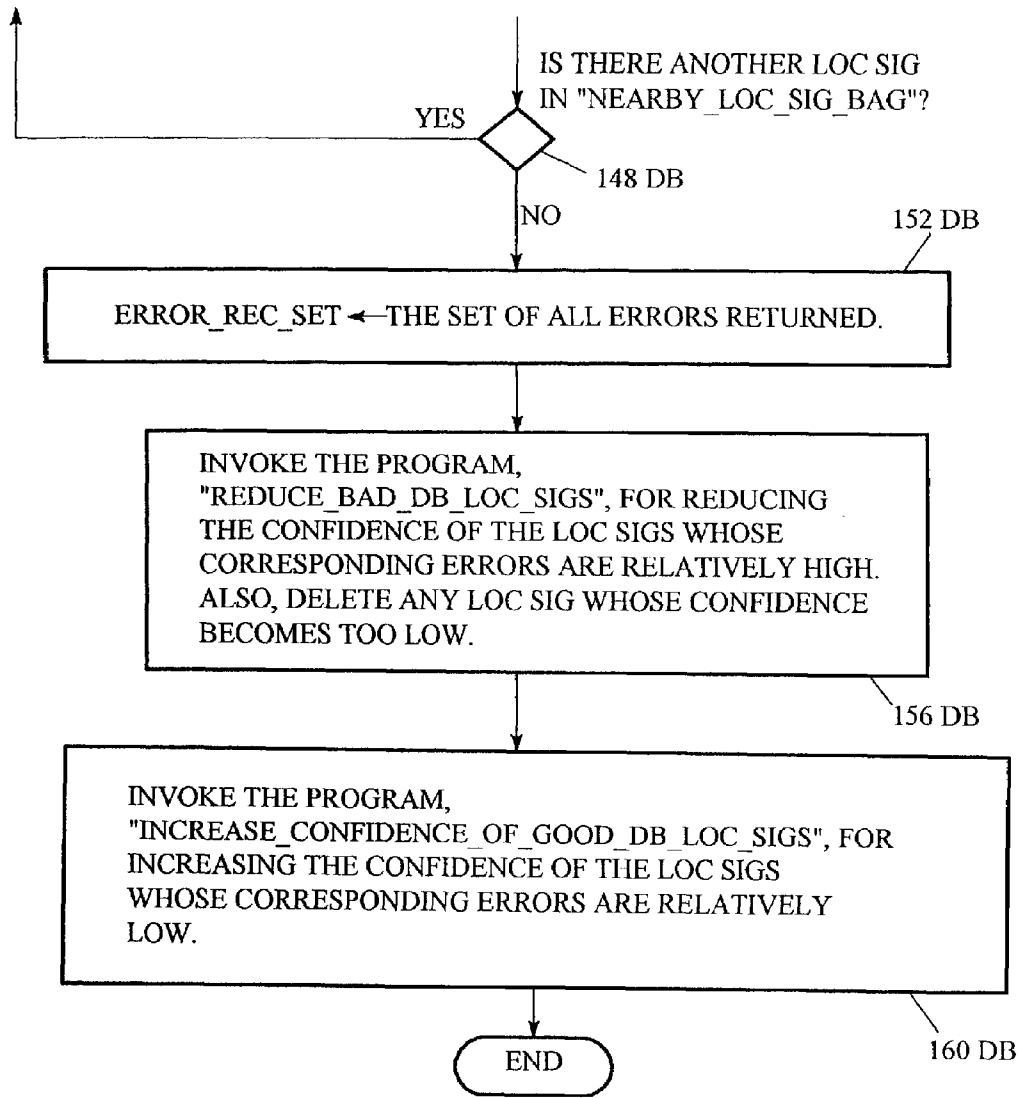 IS THERE ANOTHER LOC SIG
IN "NEARBY_LOC_SIG_BAG"?
YES
148 DB
NO
152 DB
ERROR_REC_SET ← THE SET OF ALL ERRORS RETURNED.
INVOKE THE PROGRAM,
"REDUCE_BAD_DB_LOC_SIGS", FOR REDUCING
THE CONFIDENCE OF THE LOC SIGS WHOSE
CORRESPONDING ERRORS ARE RELATIVELY HIGH.
ALSO, DELETE ANY LOC SIG WHOSE CONFIDENCE
BECOMES TOO LOW.
156 DB
INVOKE THE PROGRAM,
"INCREASE_CONFIDENCE_OF_GOOD_DB_LOC_SIGS", FOR
INCREASING THE CONFIDENCE OF THE LOC SIGS
WHOSE CORRESPONDING ERRORS ARE RELATIVELY
LOW.
160 DB
END